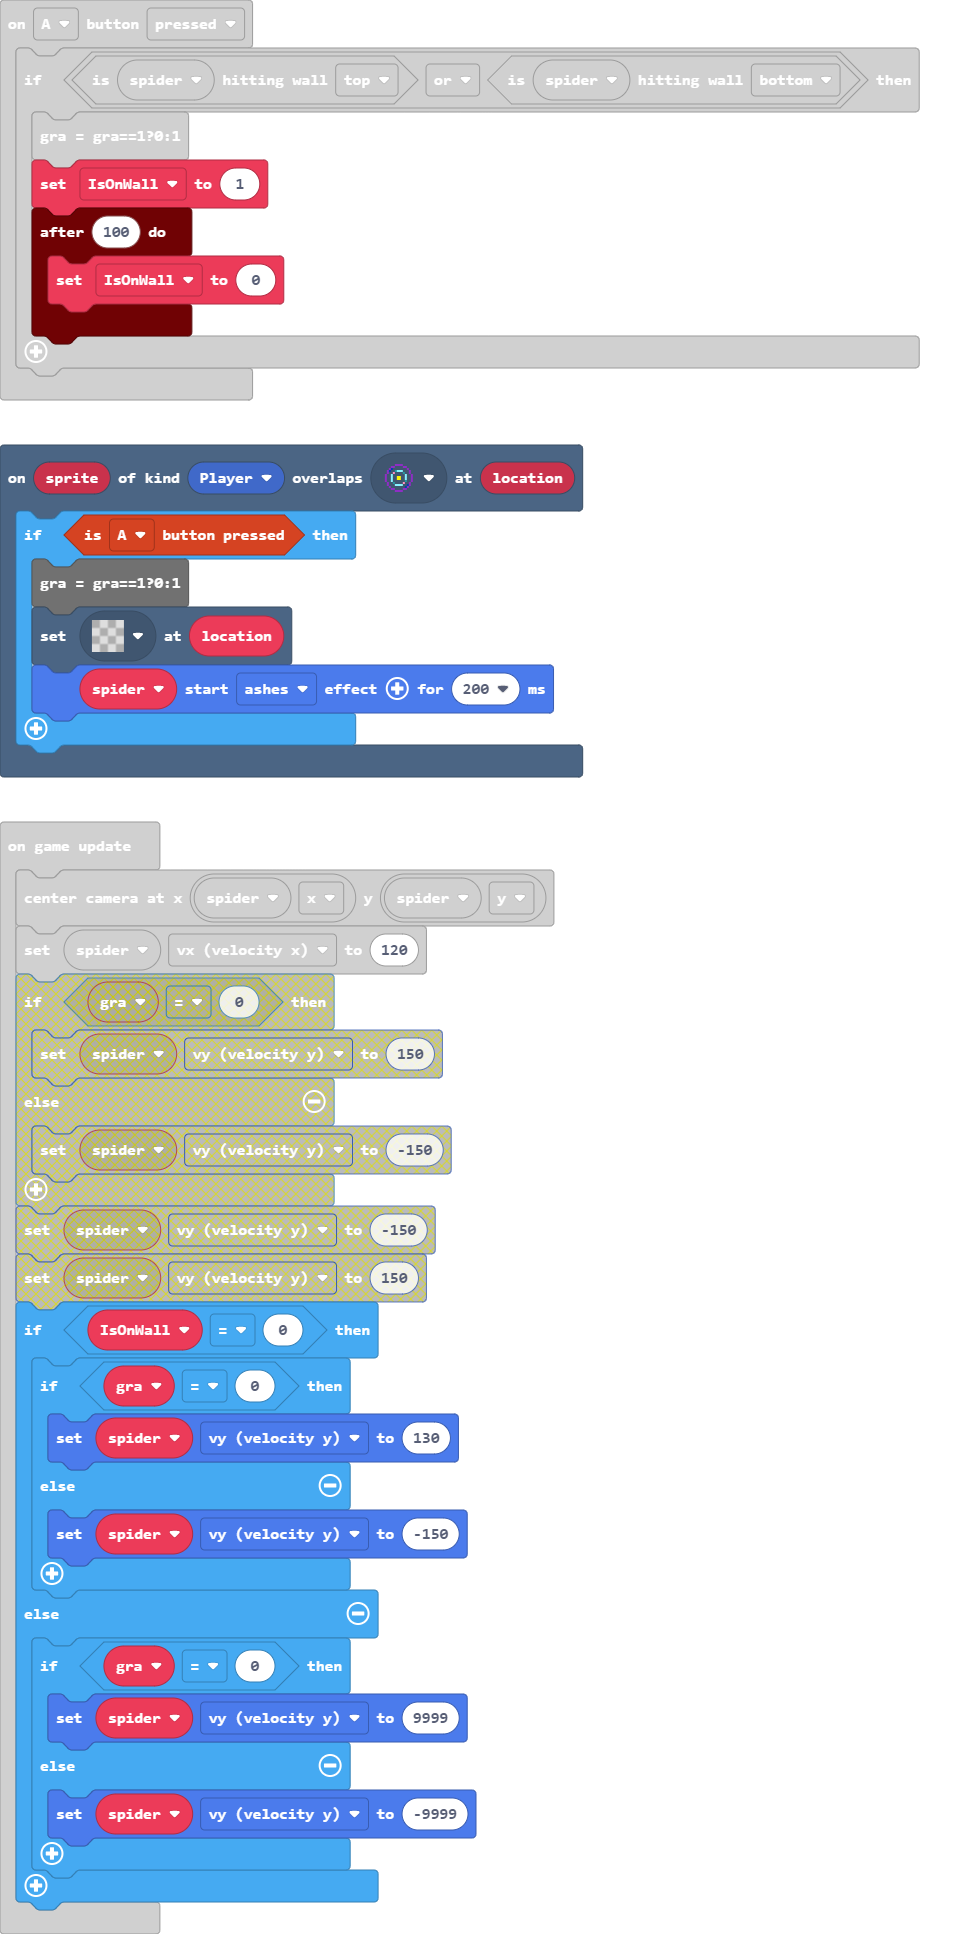 on A button pressed
if is spider hitting wall top or is spider hitting wall bottom then
gra = gra==1?0:1
set IsOnWall to 1
after 100 do
set IsOnWall to 0
on sprite of kind Player overlaps at location
if is A button pressed then
gra = gra==1?0:1
set at location
spider start ashes effect for 200 ms
on game update
center camera at x spider x y spider y
set spider vx (velocity x) to 120
if gra = 0 then
set spider vy (velocity y) to 150
else
set spider vy (velocity y) to -150
set spider vy (velocity y) to -150
set spider vy (velocity y) to 150
if IsOnWall = 0 then
if gra = 0 then
set spider vy (velocity y) to 130
else
set spider vy (velocity y) to -150
else
if gra = 0 then
set spider vy (velocity y) to 9999
else
set spider vy (velocity y) to -9999